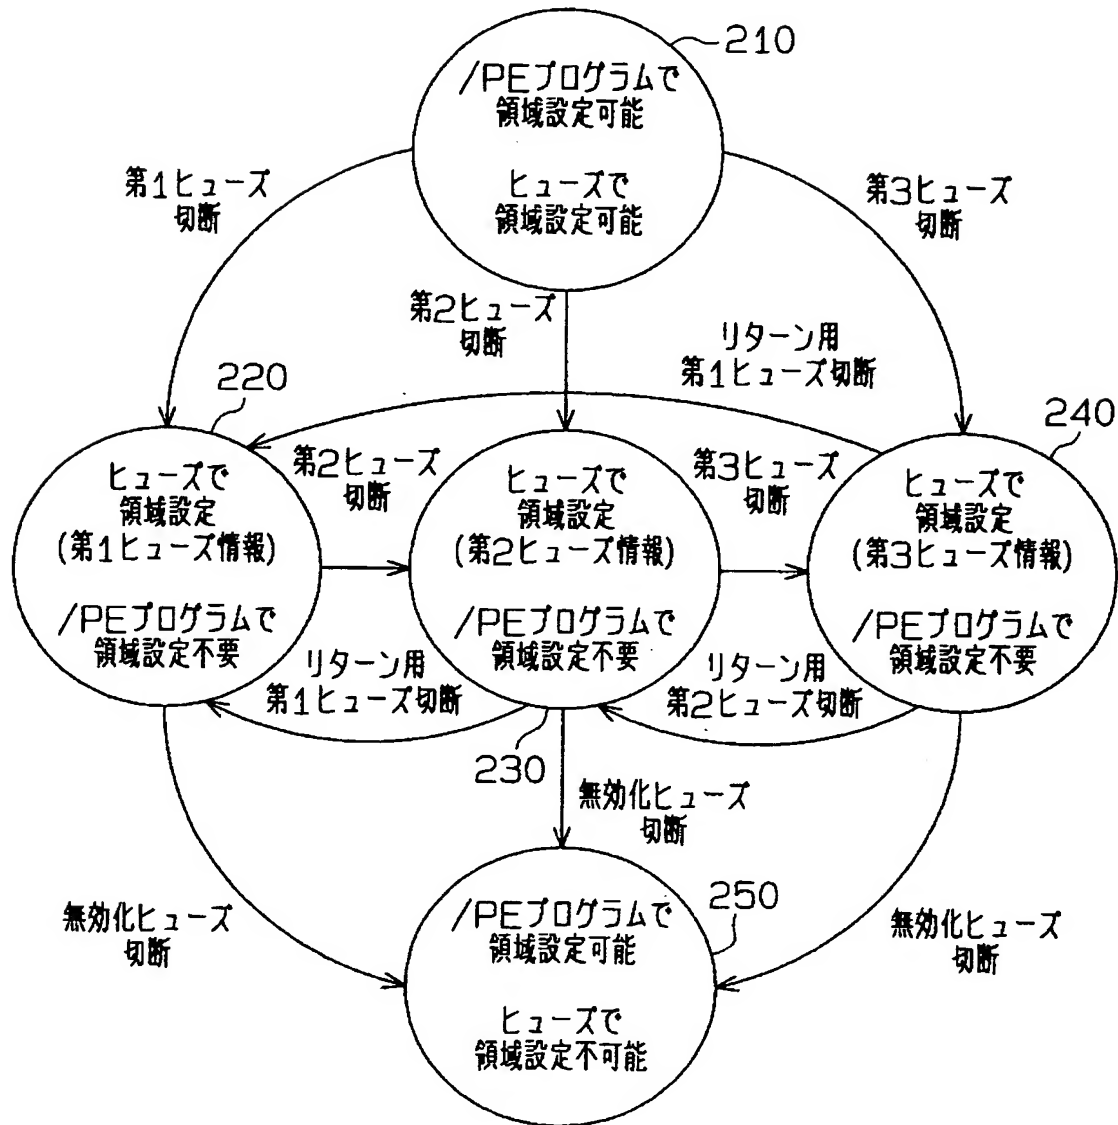 210
/PEプログラムで
領域設定可能
ヒューズで
領域設定可能
第1ヒューズ
切断
第3ヒューズ
切断
第2ヒューズ
切断
リターン用
第1ヒューズ切断
220
240
ヒューズで
領域設定
(第1ヒューズ情報)
/PEプログラムで
領域設定不要
第2ヒューズ
切断
ヒューズで
領域設定
(第2ヒューズ情報)
/PEプログラムで
領域設定不要
第3ヒューズ
切断
ヒューズで
領域設定
(第3ヒューズ情報)
/PEプログラムで
領域設定不要
リターン用
第1ヒューズ切断
リターン用
第2ヒューズ切断
230
無効化ヒューズ
切断
無効化ヒューズ
切断
無効化ヒューズ
切断
250
/PEプログラムで
領域設定可能
ヒューズで
領域設定不可能